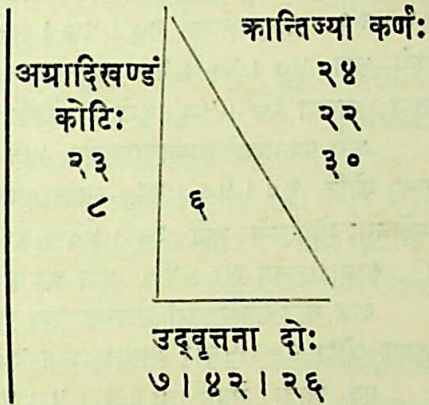 क्रान्तिज्या कर्णः
अग्रादिखण्डं
२४
कोटिः
२२
२३
३०
८
६
उद्‌वृत्तना दोः
७ । ४२ । २६